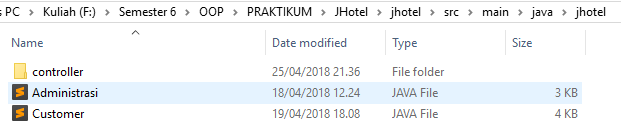 s PC > Kuliah (F:) > Semester 6 > OOP > PRAKTIKUM > JHotel > jhotel > src > main > java > jhotel
Name Date modified Type Size
controller 25/04/2018 21.36 File folder
Administrasi 18/04/2018 12.24 JAVA File 3 KB
Customer 19/04/2018 18.08 JAVA File 4 KB